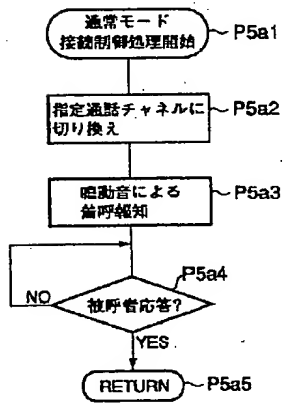 通常モード
接続制御処理開始
P5a1
指定通話チャネルに
切り換え
P5a2
鳴動音による
着呼報知
P5a3
P5a4
被呼者応答?
NO
YES
RETURN
P5a5